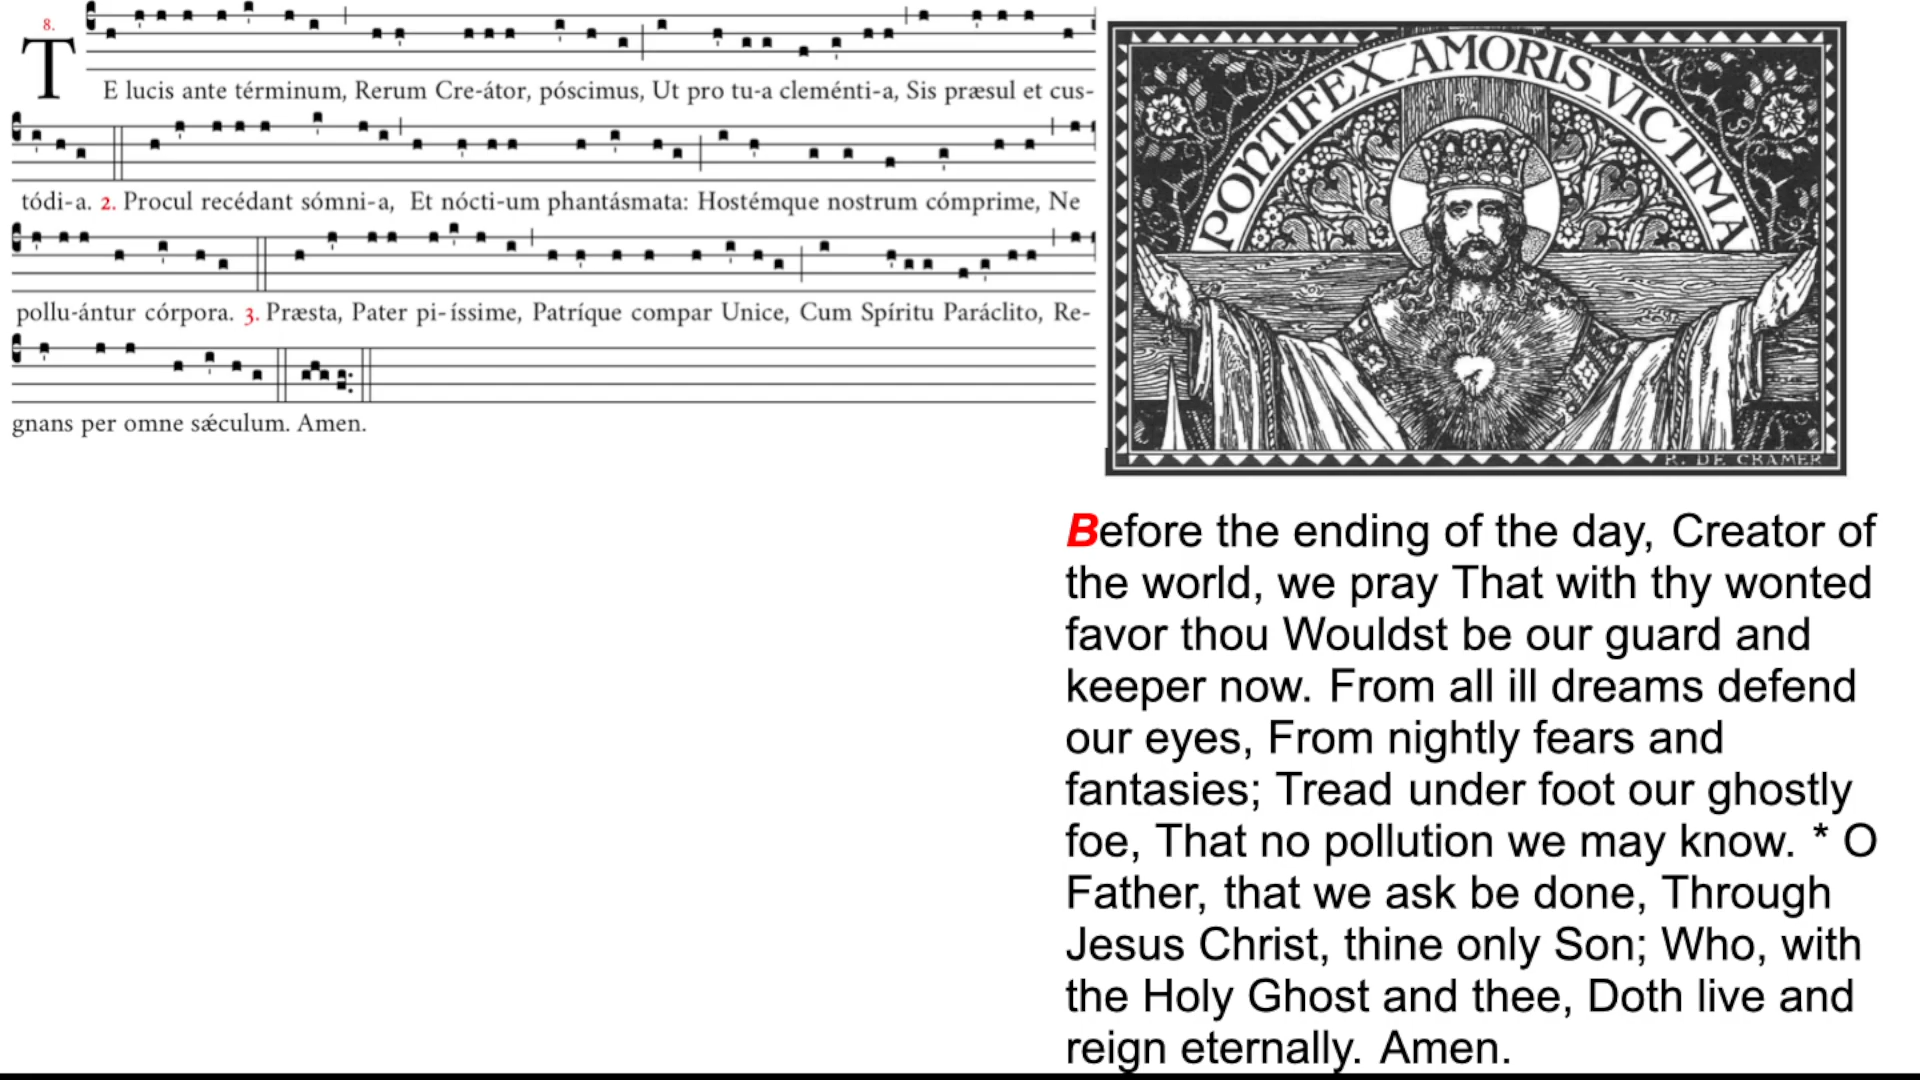 8.
TE lucis ante términum, Rerum Cre-átor, póscimus, Ut pro tu-a cleménti-a, Sis præsul et cus-
tódi-a. 2. Procul recédant sómni-a, Et nócti-um phantásmata: Hostémque nostrum cómprime, Ne
pollu-ántur córpora. 3. Præsta, Pater pi-íssime, Patríque compar Unice, Cum Spíritu Paráclito, Re-
gnans per omne sǽculum. Amen.
PONTIFEX AMORIS VICTIMA
R. DE CRAMER
Before the ending of the day, Creator of
the world, we pray That with thy wonted
favor thou Wouldst be our guard and
keeper now. From all ill dreams defend
our eyes, From nightly fears and
fantasies; Tread under foot our ghostly
foe, That no pollution we may know. * O
Father, that we ask be done, Through
Jesus Christ, thine only Son; Who, with
the Holy Ghost and thee, Doth live and
reign eternally. Amen.